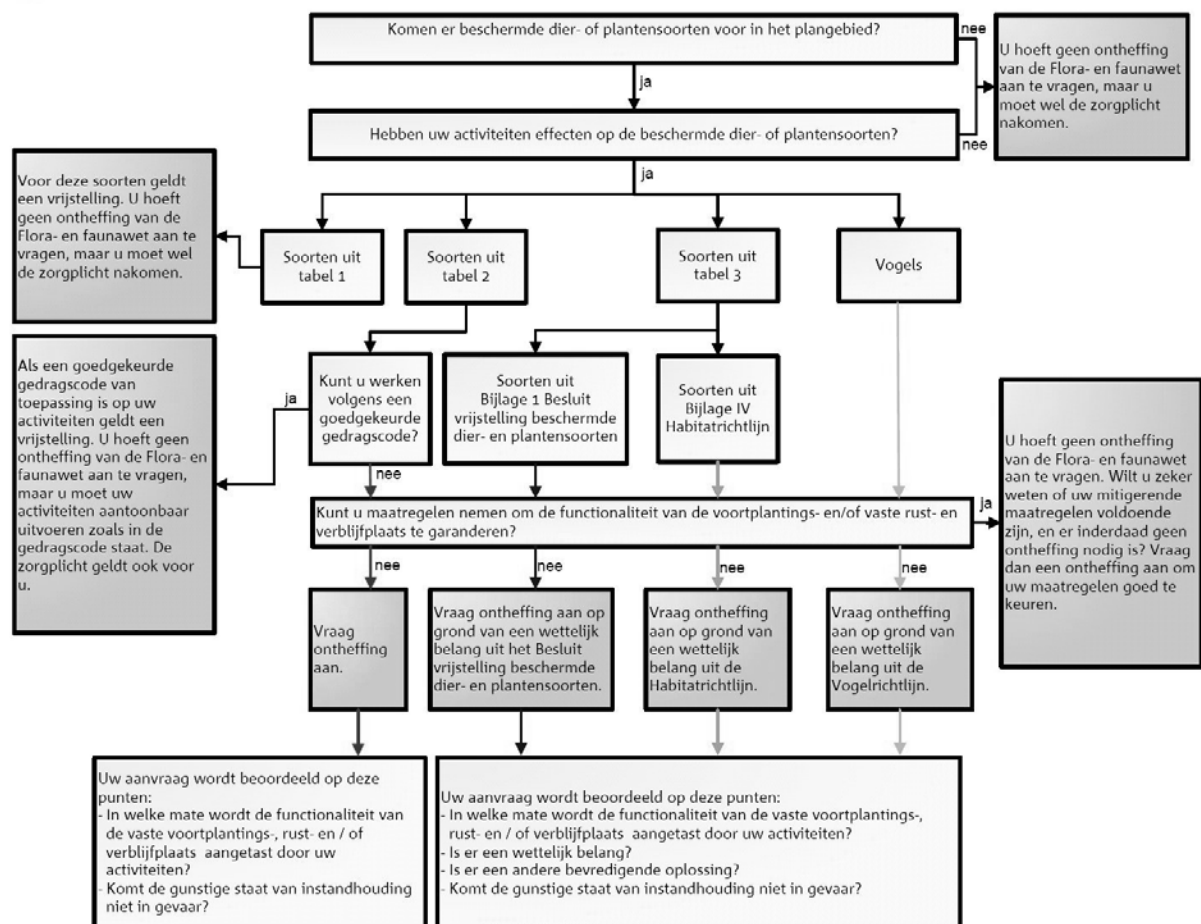 Komen er beschermde dier- of plantensoorten voor in het plangebied?
nee
U hoeft geen ontheffing
van de Flora- en faunawet
aan te vragen, maar u
moet wel de zorgplicht
nakomen.
ja
Hebben uw activiteiten effecten op de beschermde dier- of plantensoorten?
nee
ja
Voor deze soorten geldt
een vrijstelling. U hoeft
geen ontheffing van de
Flora- en faunawet aan te
vragen, maar u moet wel
de zorgplicht nakomen.
Soorten uit
tabel 1
Soorten uit
tabel 2
Soorten uit
tabel 3
Vogels
Als een goedgekeurde
gedragscode van
toepassing is op uw
activiteiten geldt een
vrijstelling. U hoeft geen
ontheffing van de Flora- en
faunawet aan te vragen,
maar u moet uw
activiteiten aantoonbaar
uitvoeren zoals in de
gedragscode staat. De
zorgplicht geldt ook voor
u.
ja
Kunt u werken
volgens een
goedgekeurde
gedragscode?
Soorten uit
Bijlage 1 Besluit
vrijstelling beschermde
dier- en plantensoorten
Soorten uit
Bijlage IV
Habitatrichtlijn
nee
Kunt u maatregelen nemen om de functionaliteit van de voortplantings- en/of vaste rust- en
verblijfplaats te garanderen?
ja
U hoeft geen ontheffing
van de Flora- en faunawet
aan te vragen. Wilt u zeker
weten of uw mitigerende
maatregelen voldoende
zijn, en er inderdaad geen
ontheffing nodig is? Vraag
dan een ontheffing aan om
uw maatregelen goed te
keuren.
nee
nee
nee
nee
Vraag
ontheffing
aan.
Vraag ontheffing aan op
grond van een wettelijk
belang uit het Besluit
vrijstelling beschermde
dier- en plantensoorten.
Vraag ontheffing
aan op grond van
een wettelijk
belang uit de
Habitatrichtlijn.
Vraag ontheffing
aan op grond van
een wettelijk
belang uit de
Vogelrichtlijn.
Uw aanvraag wordt beoordeeld op deze
punten:
- In welke mate wordt de functionaliteit van
de vaste voortplantings-, rust- en / of
verblijfplaats aangetast door uw
activiteiten?
- Komt de gunstige staat van instandhouding
niet in gevaar?
Uw aanvraag wordt beoordeeld op deze punten:
- In welke mate wordt de functionaliteit van de vaste voortplantings-,
rust- en / of verblijfplaats aangetast door uw activiteiten?
- Is er een wettelijk belang?
- Is er een andere bevredigende oplossing?
- Komt de gunstige staat van instandhouding niet in gevaar?